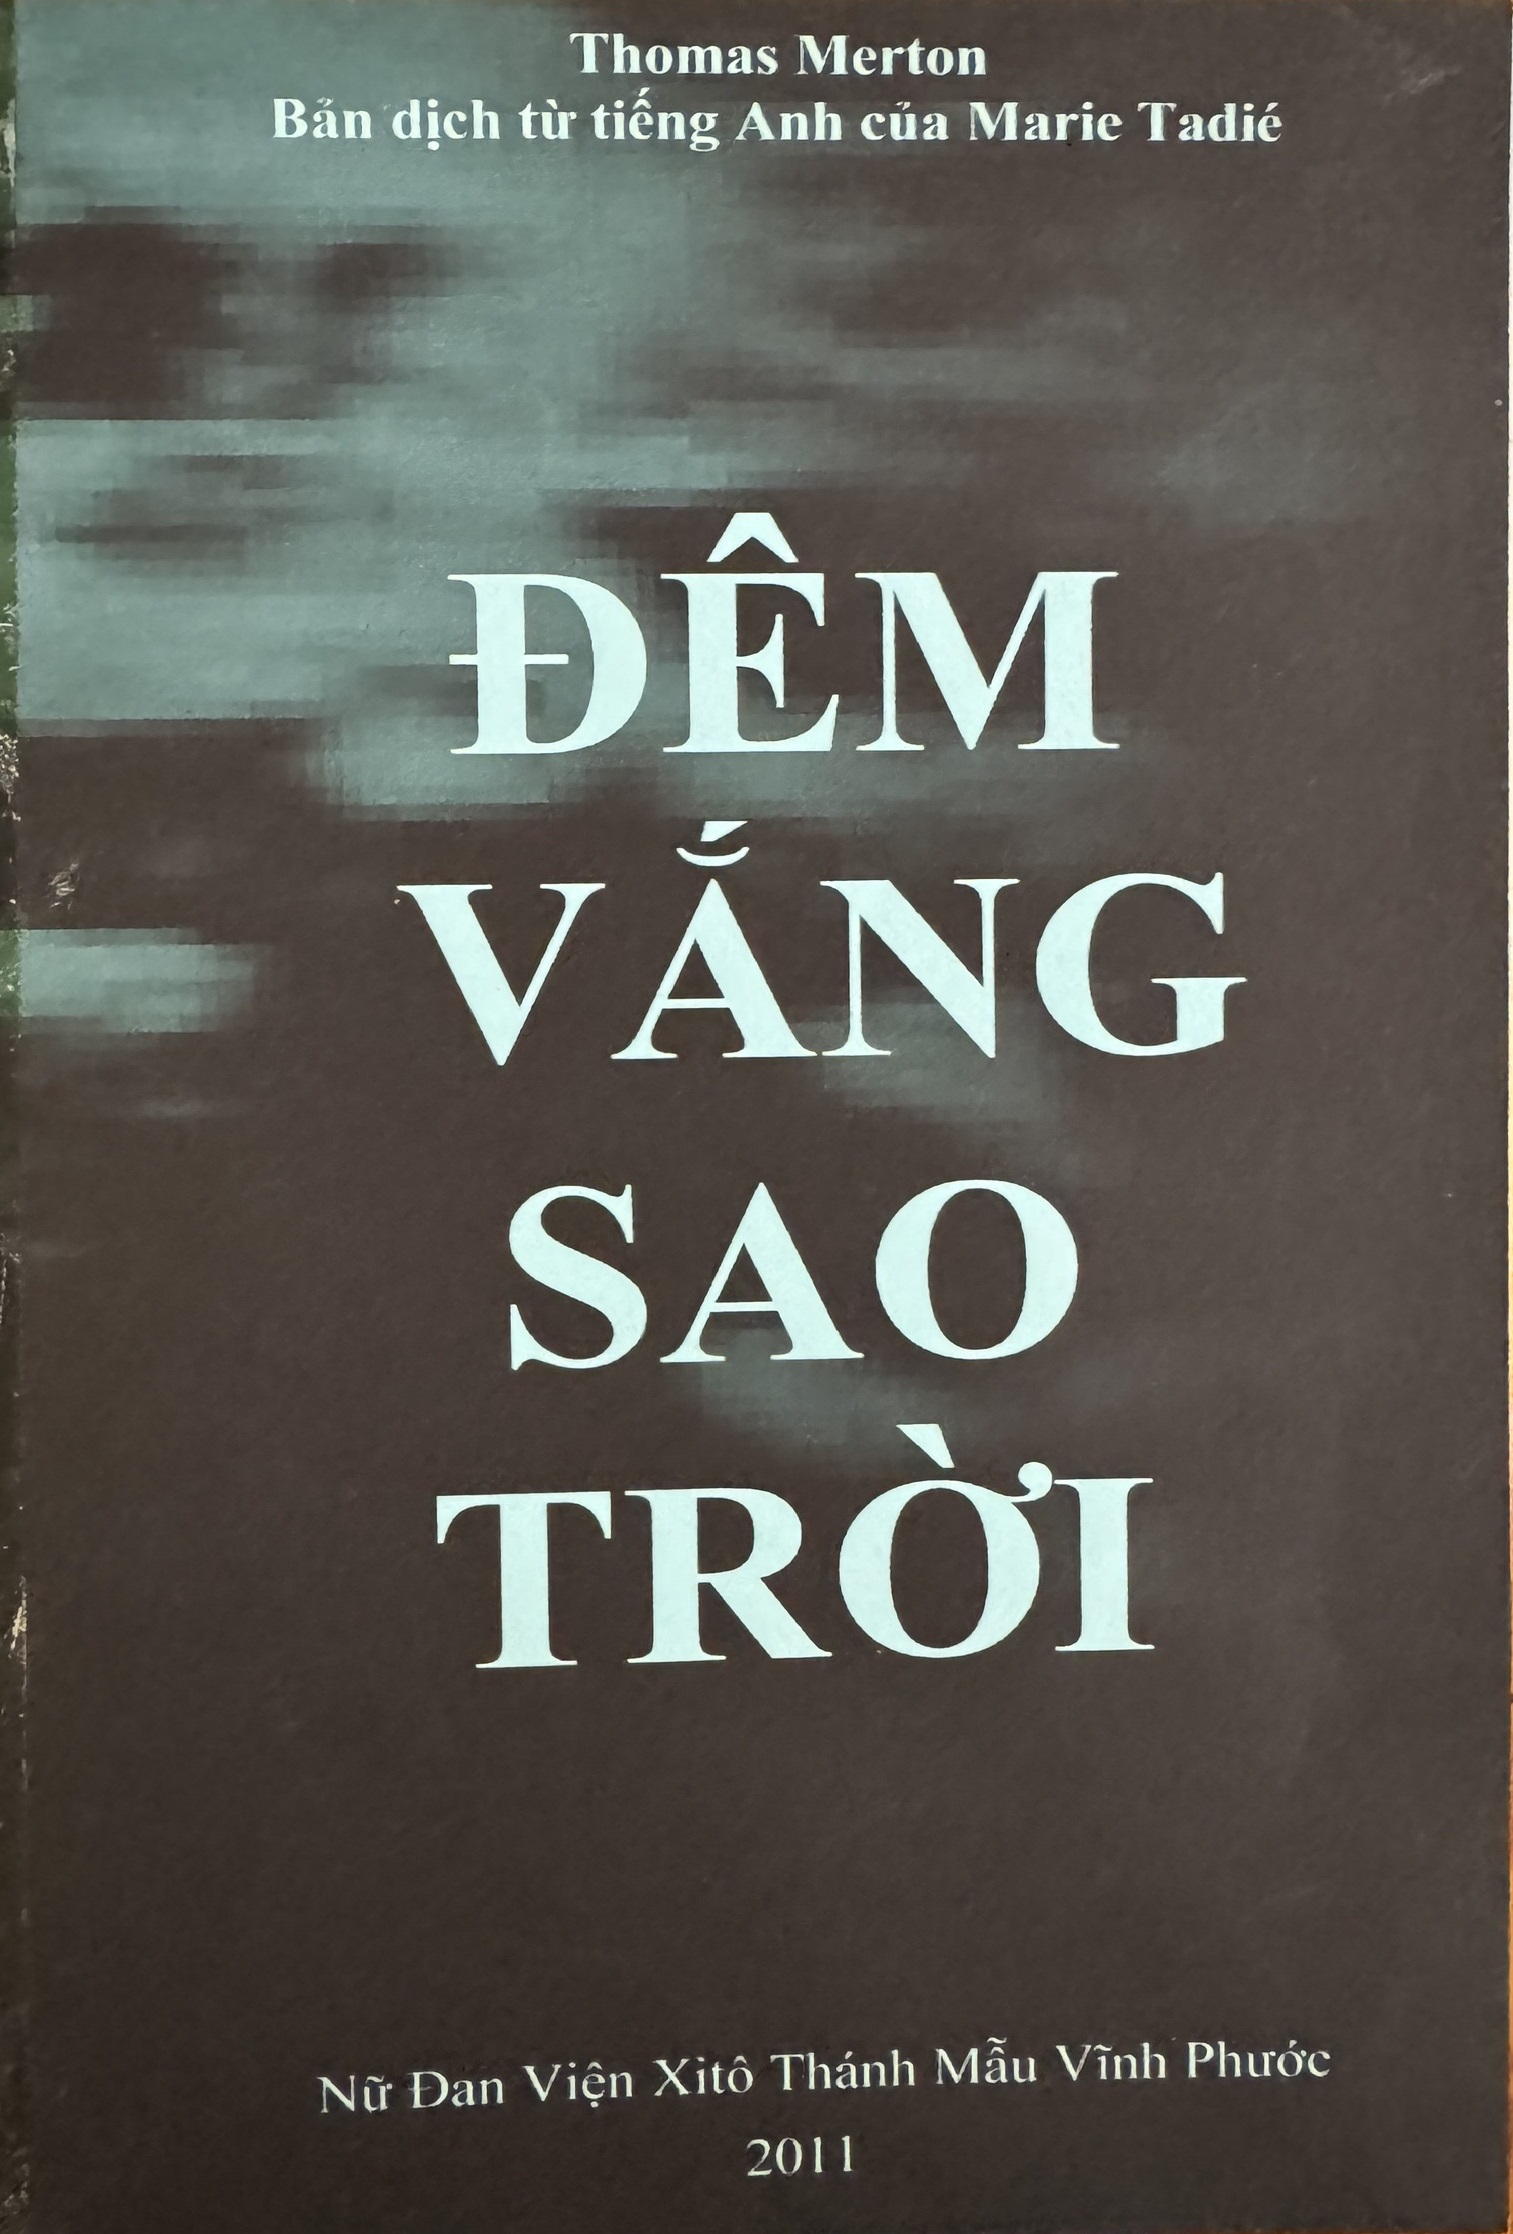 Thomas Merton
Bản dịch từ tiếng Anh của Marie Tadié
ĐÊM
VẮNG
SAO
TRỜI
Nữ Đan Viện Xitô Thánh Mẫu Vĩnh Phước
2011